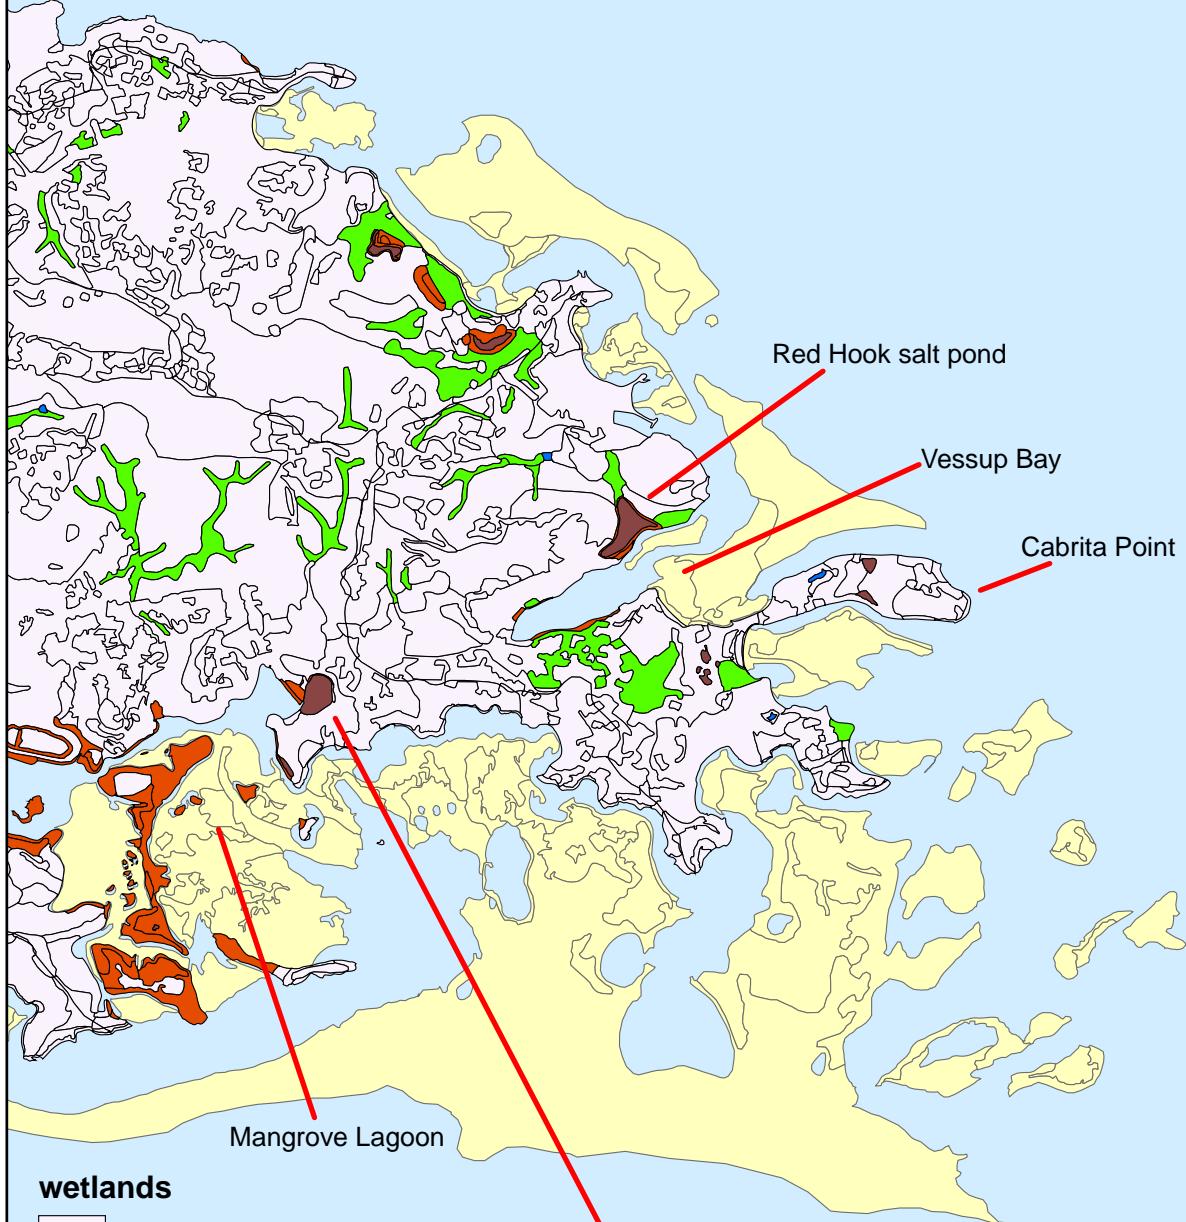 Red Hook salt pond
Vessup Bay
Cabrita Point
Mangrove Lagoon
wetlands